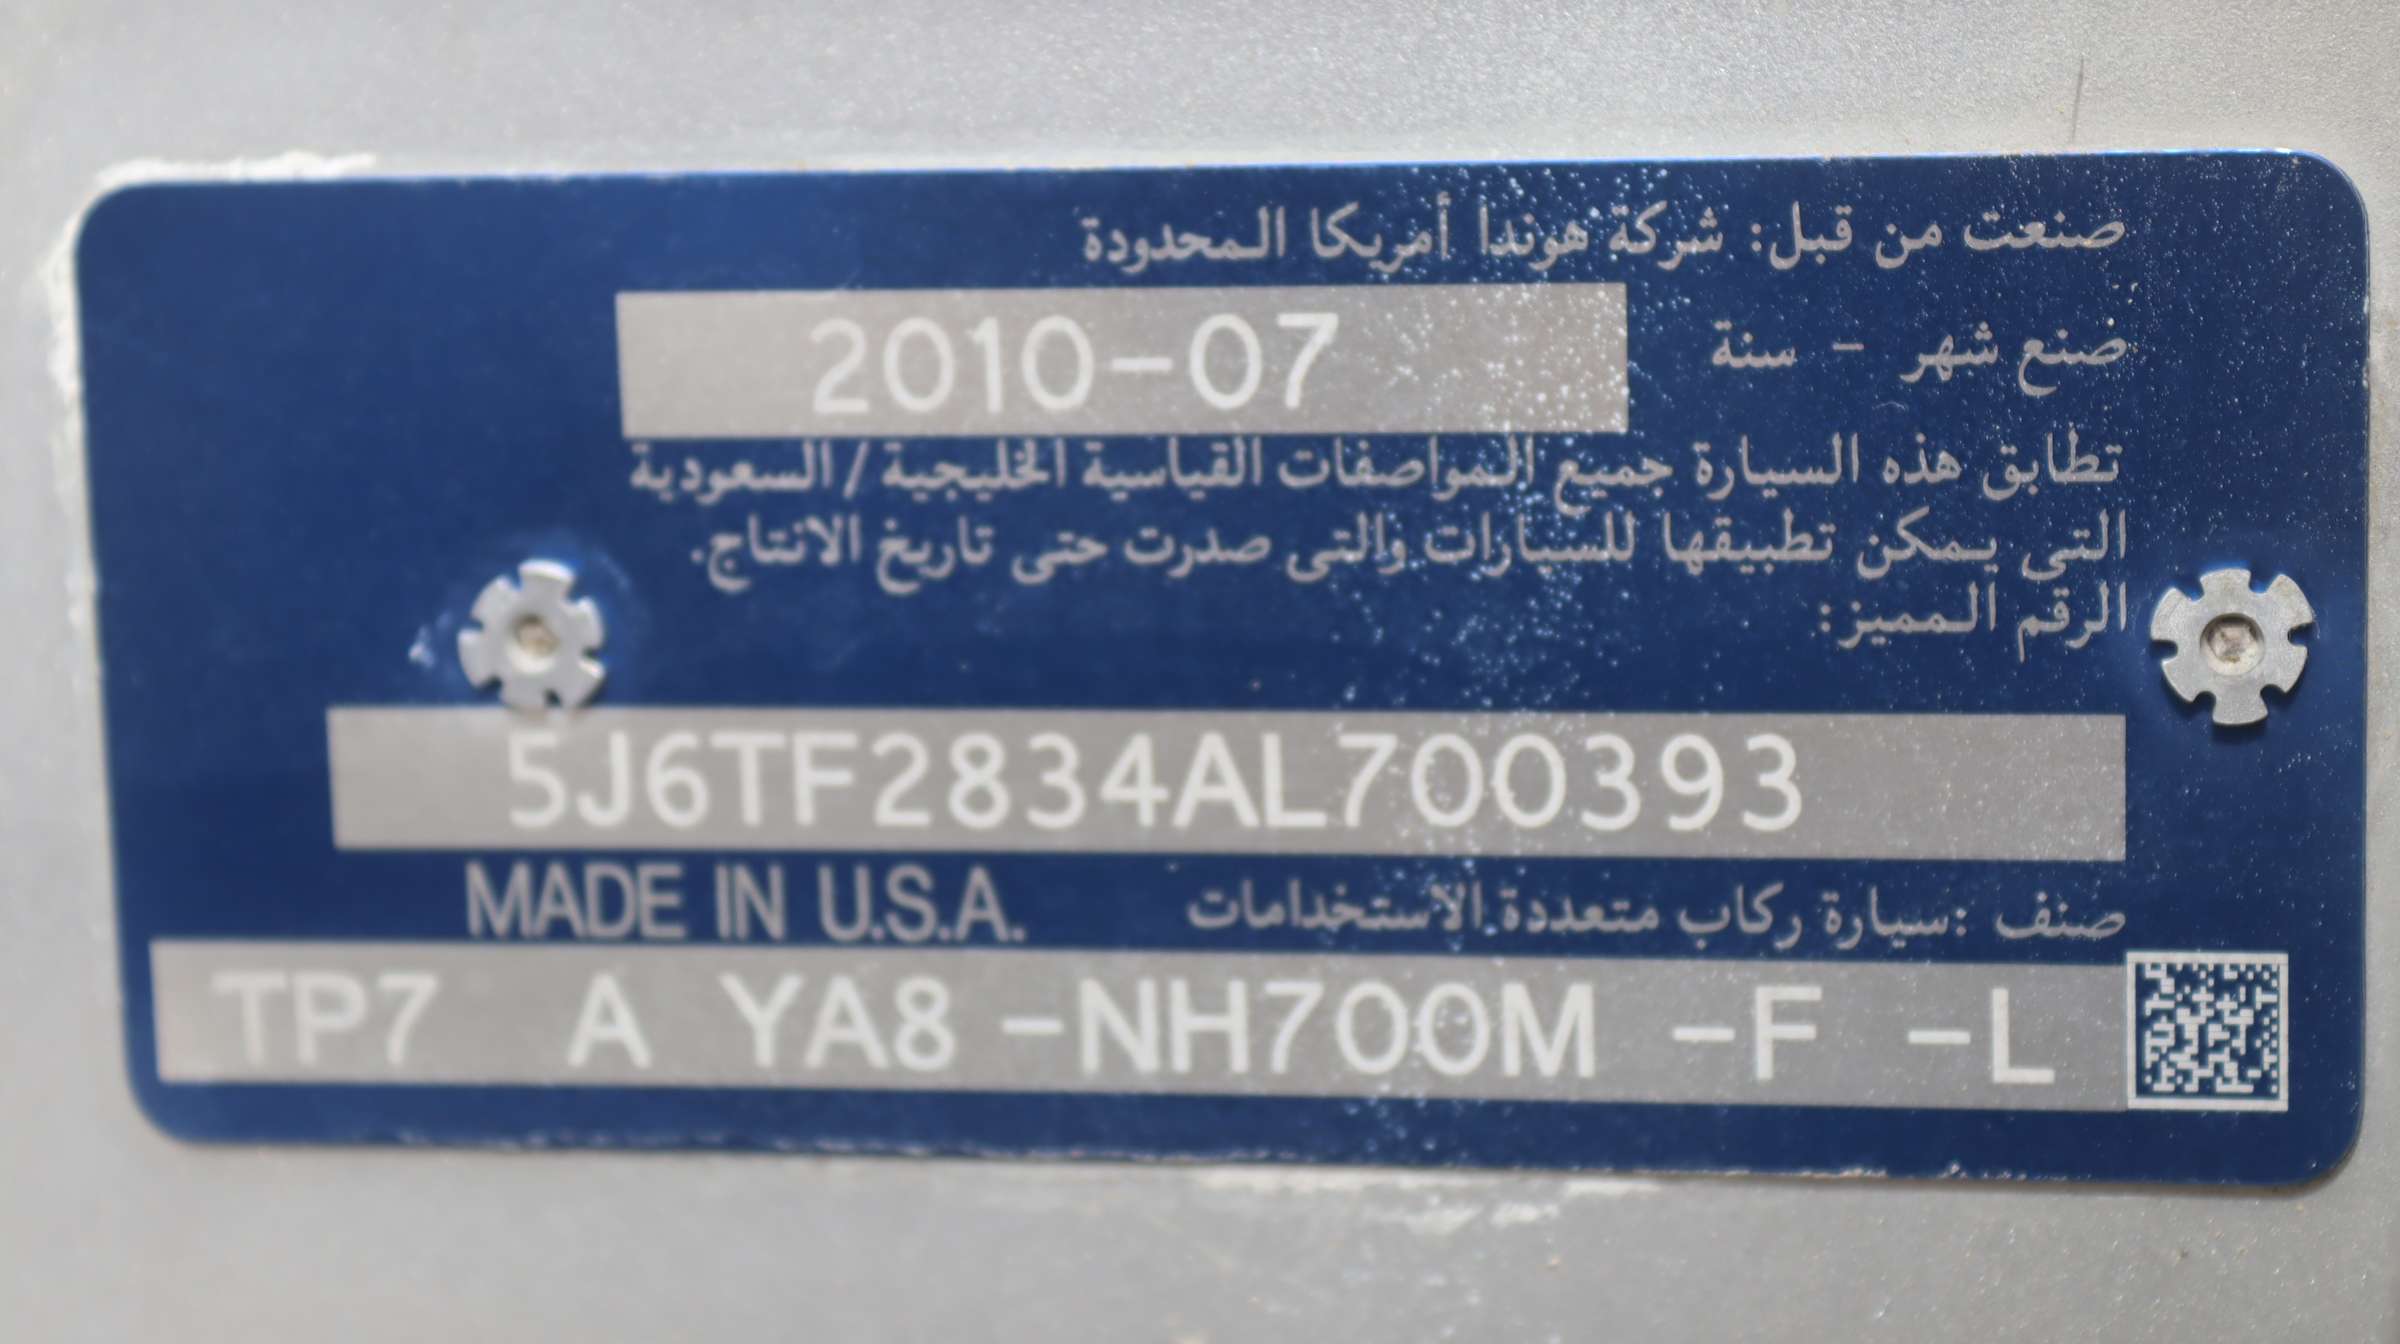 صنعت من قبل: شركة هوندا أمريكا المحدودة
صنع شهر - سنة 2010-07
تطابق هذه السيارة جميع المواصفات القياسية الخليجية / السعودية
التى يمكن تطبيقها للسيارات والتى صدرت حتى تاريخ الانتاج.
الرقم المميز:
5J6TF2834AL700393
صنف :سيارة ركاب متعددة الاستخدامات MADE IN U.S.A.
TP7 A YA8 -NH700M -F -L